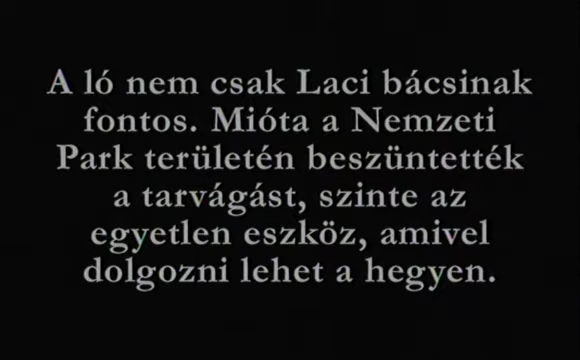 A ló nem csak Laci bácsinak
fontos. Mióta a Nemzeti
Park területén beszüntették
a tarvágást, szinte az
egyetlen eszköz, amivel
dolgozni lehet a hegyen.